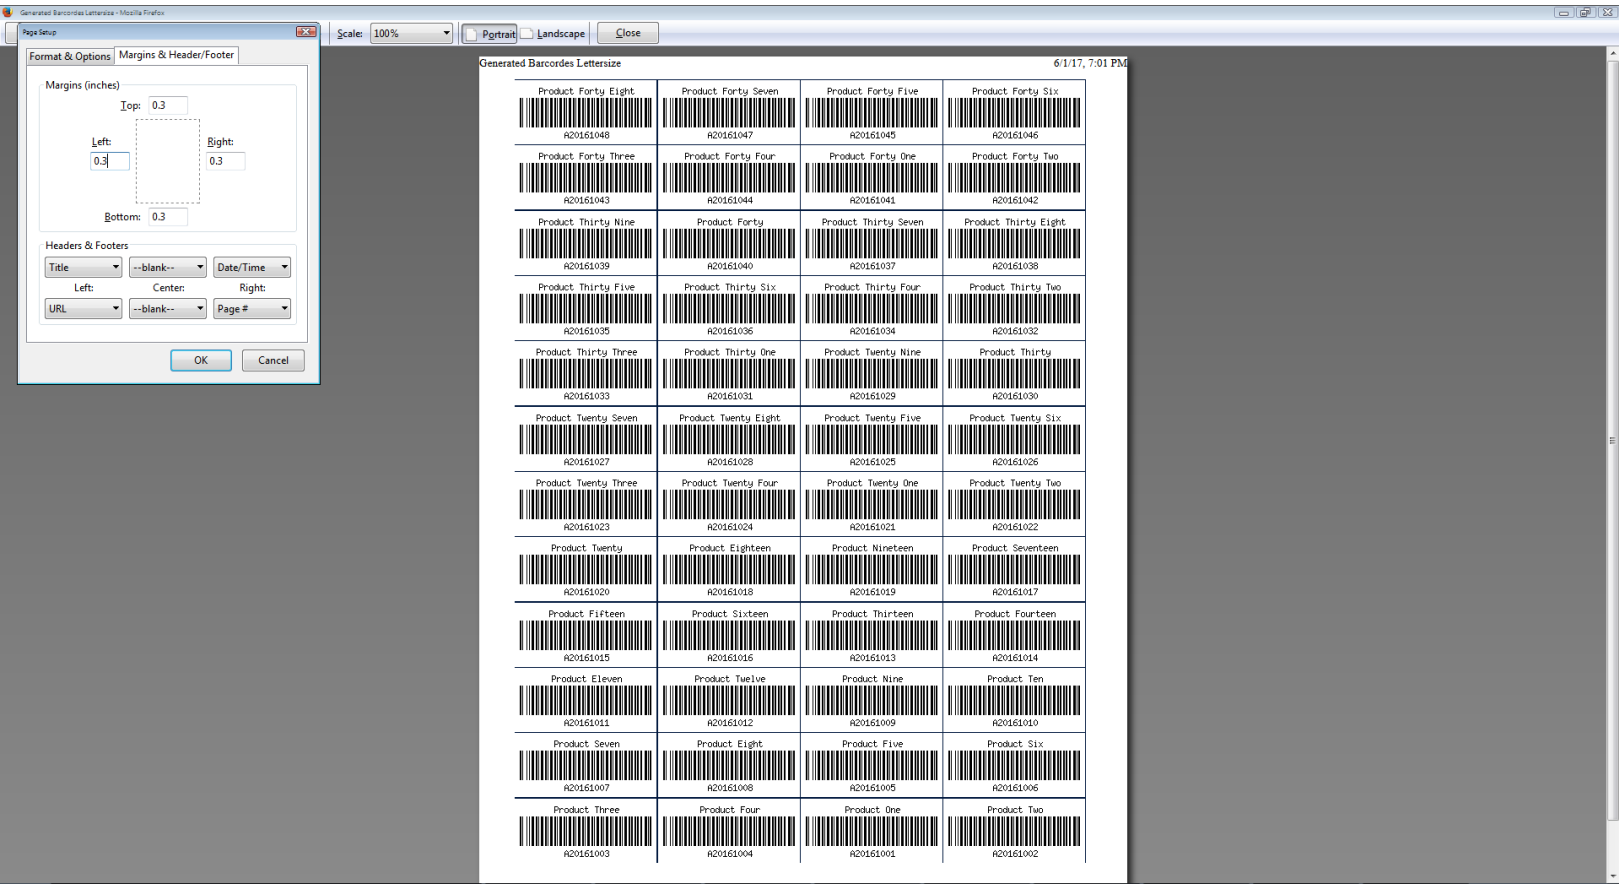 Generated Barcordes Lettersize - Mozilla Firefox
Page Setup
Scale: 100% Portrait Landscape Close
Format & Options Margins & Header/Footer
Margins (inches)
Top: 0.3
Left: Right:
0.3 0.3
Bottom: 0.3
Headers & Footers
Title --blank-- Date/Time
Left: Center: Right:
URL --blank-- Page #
OK Cancel
Generated Barcordes Lettersize 6/1/17, 7:01 PM
Product Forty Eight Product Forty Seven Product Forty Five Product Forty Six
A20161048 A20161047 A20161045 A20161046
Product Forty Three Product Forty Four Product Forty One Product Forty Two
A20161043 A20161044 A20161041 A20161042
Product Thirty Nine Product Forty Product Thirty Seven Product Thirty Eight
A20161039 A20161040 A20161037 A20161038
Product Thirty Five Product Thirty Six Product Thirty Four Product Thirty Two
A20161035 A20161036 A20161034 A20161032
Product Thirty Three Product Thirty One Product Twenty Nine Product Thirty
A20161033 A20161031 A20161029 A20161030
Product Twenty Seven Product Twenty Eight Product Twenty Five Product Twenty Six
A20161027 A20161028 A20161025 A20161026
Product Twenty Three Product Twenty Four Product Twenty One Product Twenty Two
A20161023 A20161024 A20161021 A20161022
Product Twenty Product Eighteen Product Nineteen Product Seventeen
A20161020 A20161018 A20161019 A20161017
Product Fifteen Product Sixteen Product Thirteen Product Fourteen
A20161015 A20161016 A20161013 A20161014
Product Eleven Product Twelve Product Nine Product Ten
A20161011 A20161012 A20161009 A20161010
Product Seven Product Eight Product Five Product Six
A20161007 A20161008 A20161005 A20161006
Product Three Product Four Product One Product Two
A20161003 A20161004 A20161001 A20161002